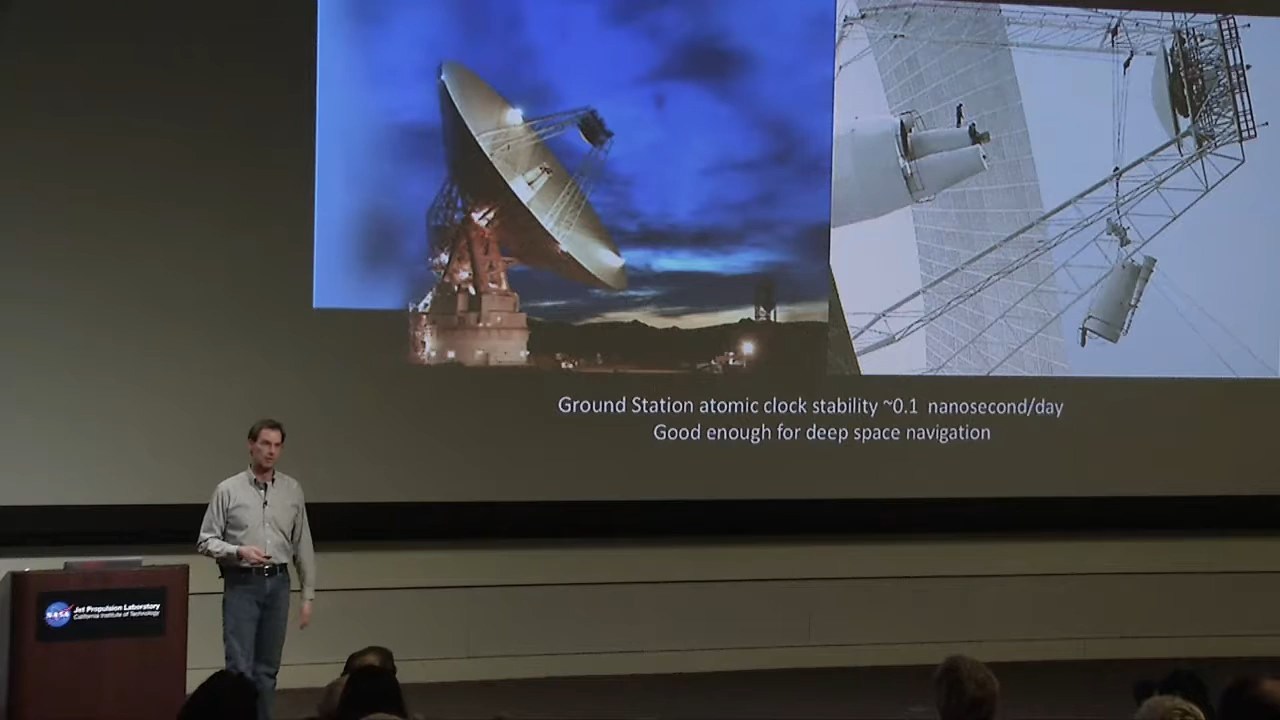 Ground Station atomic clock stability ~0.1 nanosecond/day
Good enough for deep space navigation
NASA
Jet Propulsion Laboratory
California Institute of Technology